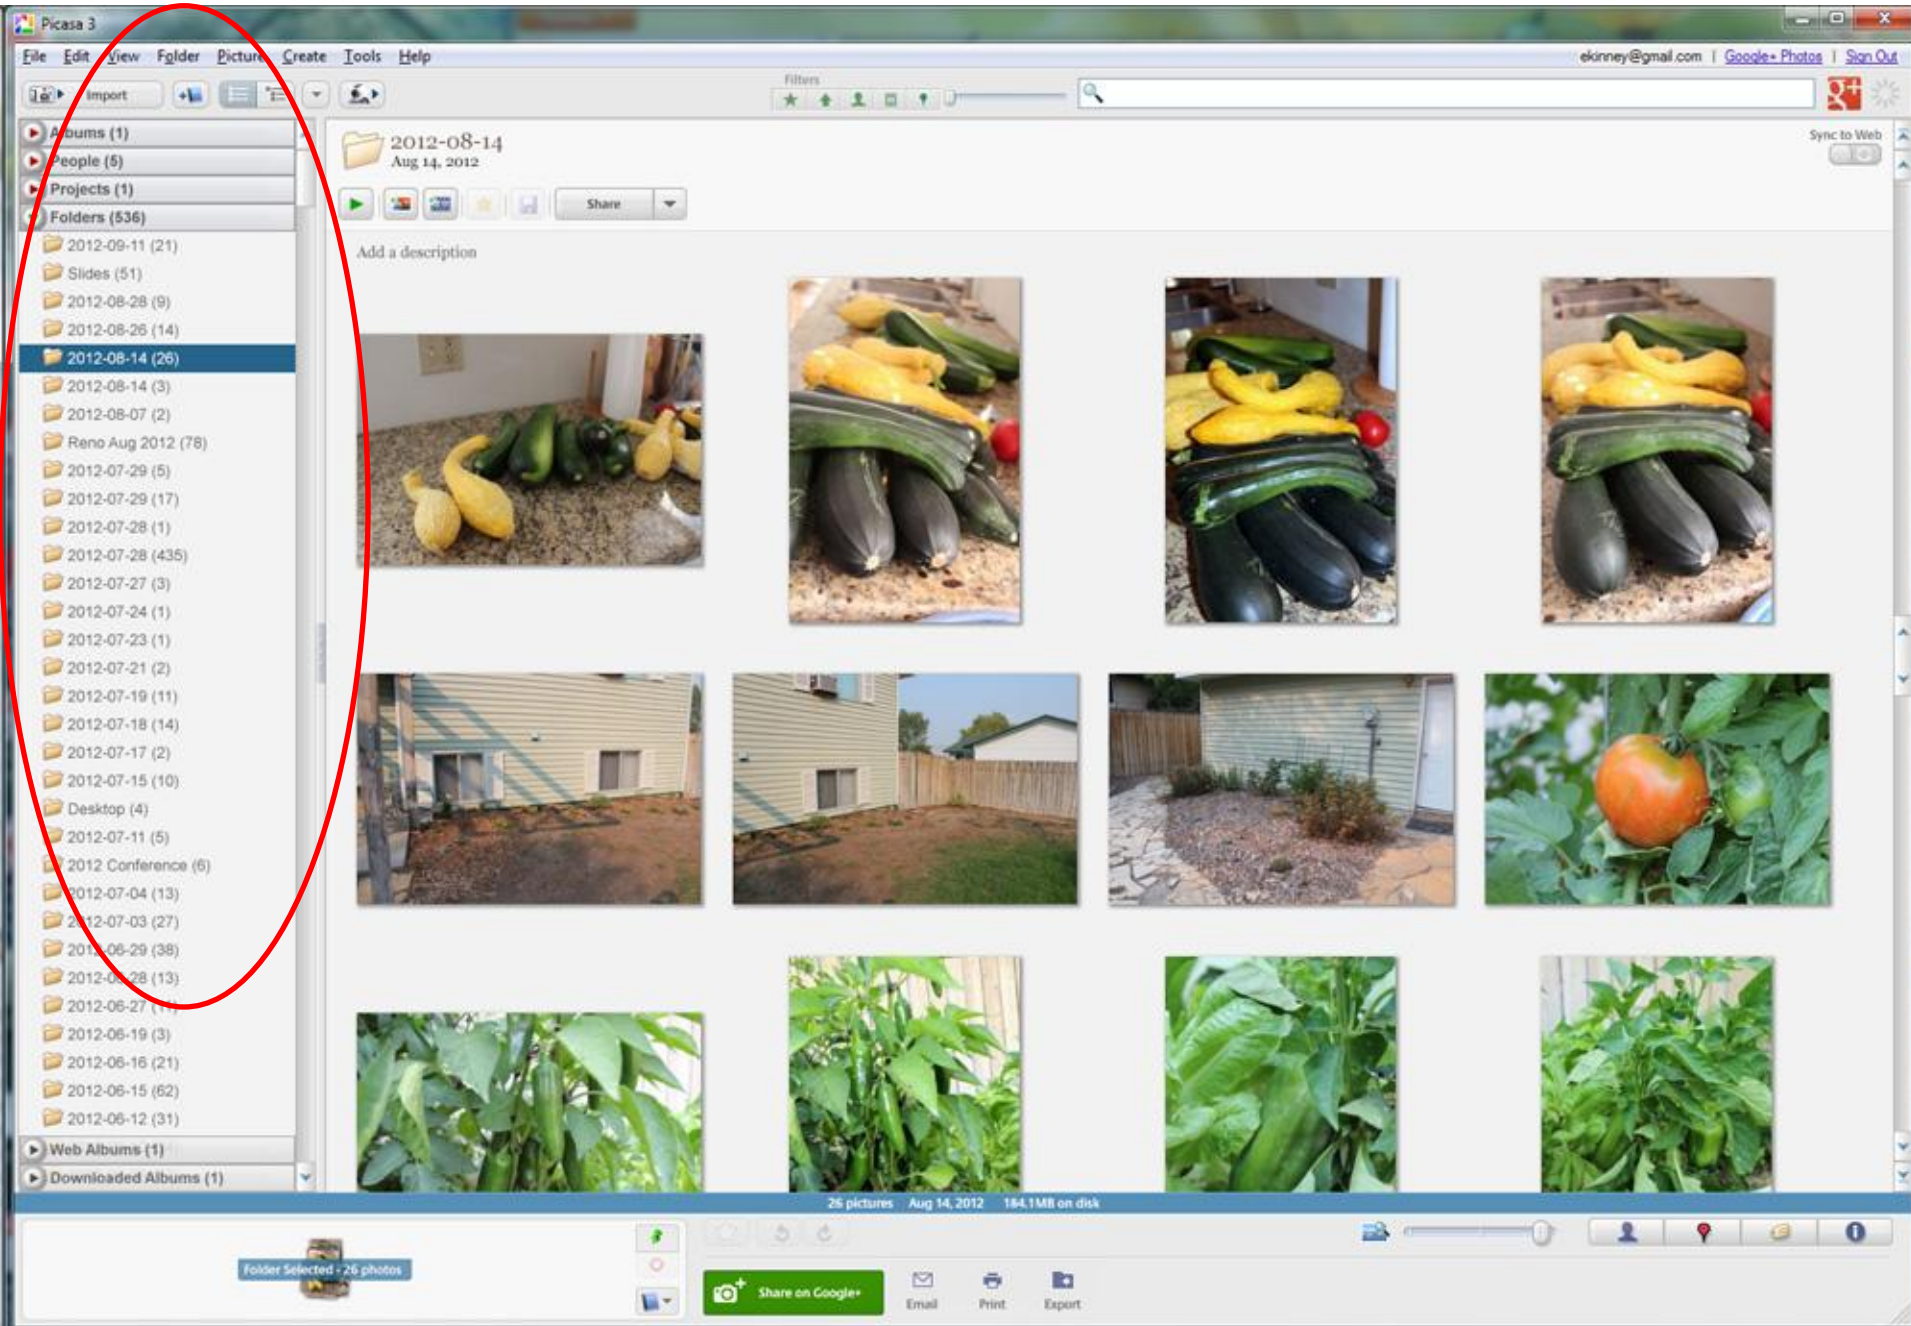 Picasa 3
File Edit View Folder Picture Create Tools Help
ekinney@gmail.com | Google+ Photos | Sign Out
Import
Filters
Albums (1)
People (5)
Projects (1)
Folders (536)
2012-09-11 (21)
Slides (51)
2012-08-28 (9)
2012-08-26 (14)
2012-08-14 (26)
2012-08-14 (3)
2012-08-07 (2)
Reno Aug 2012 (78)
2012-07-29 (5)
2012-07-29 (17)
2012-07-28 (1)
2012-07-28 (435)
2012-07-27 (3)
2012-07-24 (1)
2012-07-23 (1)
2012-07-21 (2)
2012-07-19 (11)
2012-07-18 (14)
2012-07-17 (2)
2012-07-15 (10)
Desktop (4)
2012-07-11 (5)
2012 Conference (6)
2012-07-04 (13)
2012-07-03 (27)
2012-06-29 (38)
2012-06-28 (13)
2012-06-27
2012-06-19 (3)
2012-06-16 (21)
2012-06-15 (62)
2012-06-12 (31)
Web Albums (1)
Downloaded Albums (1)
2012-08-14
Aug 14, 2012
Sync to Web
Share
Add a description
26 pictures Aug 14, 2012 184.1MB on disk
Folder Selected - 26 photos
Share on Google+
Email
Print
Export